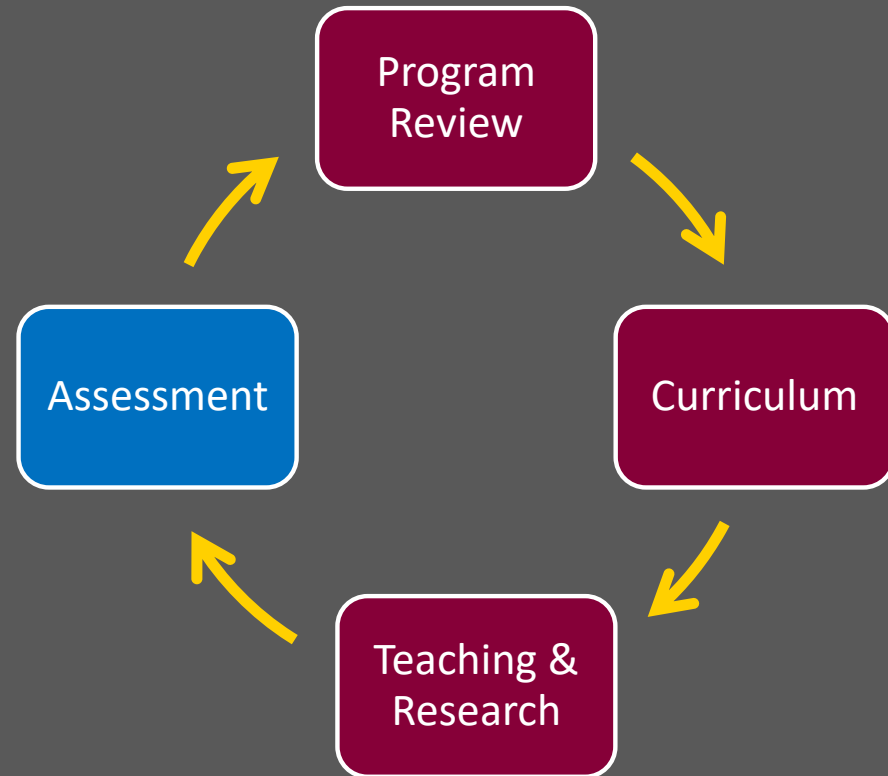 Program
Review
Assessment
Curriculum
Teaching &
Research